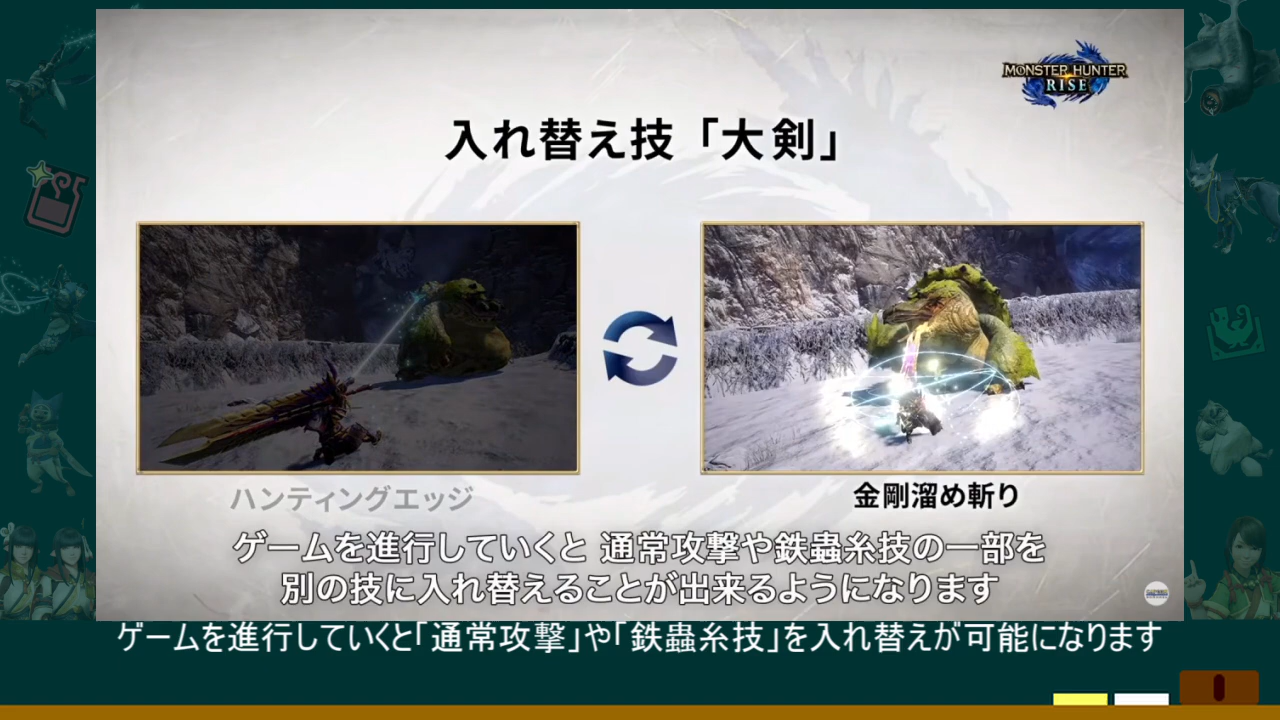 MONSTER HUNTER
RISE
入れ替え技「大剣」
ハンティングエッジ
金剛溜め斬り
ゲームを進行していくと 通常攻撃や鉄蟲糸技の一部を
別の技に入れ替えることが出来るようになります
ゲームを進行していくと「通常攻撃」や「鉄蟲糸技」を入れ替えが可能になります